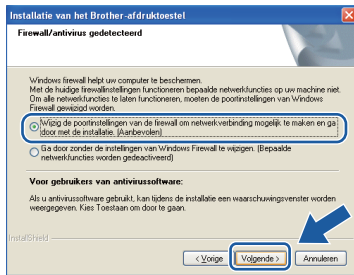 Installatie van het Brother-afdruktoestel
Firewall/antivirus gedetecteerd
Windows firewall helpt uw computer te beschermen.
Met de huidige firewallinstellingen functioneren bepaalde netwerkfuncties op uw machine niet.
Om alle netwerkfuncties te laten functioneren, moeten de poortinstellingen van Windows
Firewall gewijzigd worden.
Wijzig de poortinstellingen van de firewall om netwerkverbinding mogelijk te maken en ga
door met de installatie. (Aanbevolen)
Ga door zonder de instellingen van Windows Firewall te wijzigen. (Bepaalde
netwerkfuncties worden gedeactiveerd)
Voor gebruikers van antivirussoftware:
Als u antivirussoftware gebruikt, kan tijdens de installatie een waarschuwingsvenster worden
weergegeven. Kies Toestaan om door te gaan.
InstallShield
< Vorige
Volgende >
Annuleren